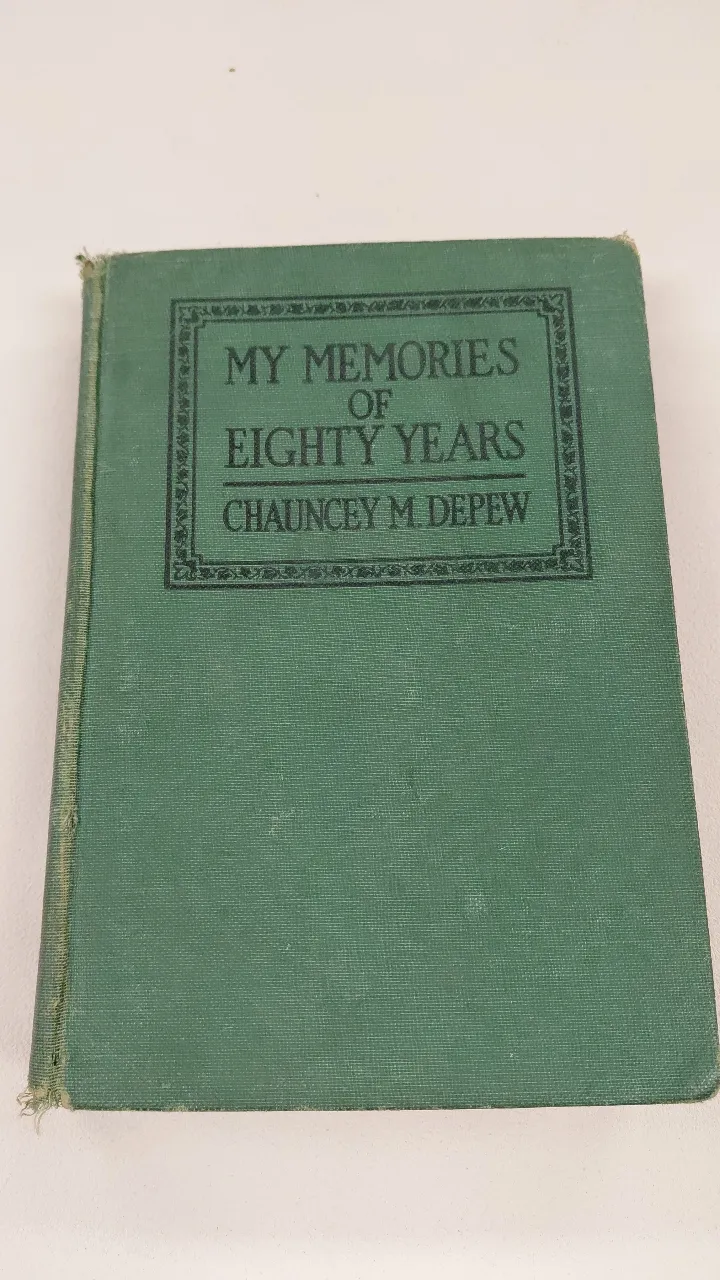 MY MEMORIES
OF
EIGHTY YEARS
CHAUNCEY M. DEPEW